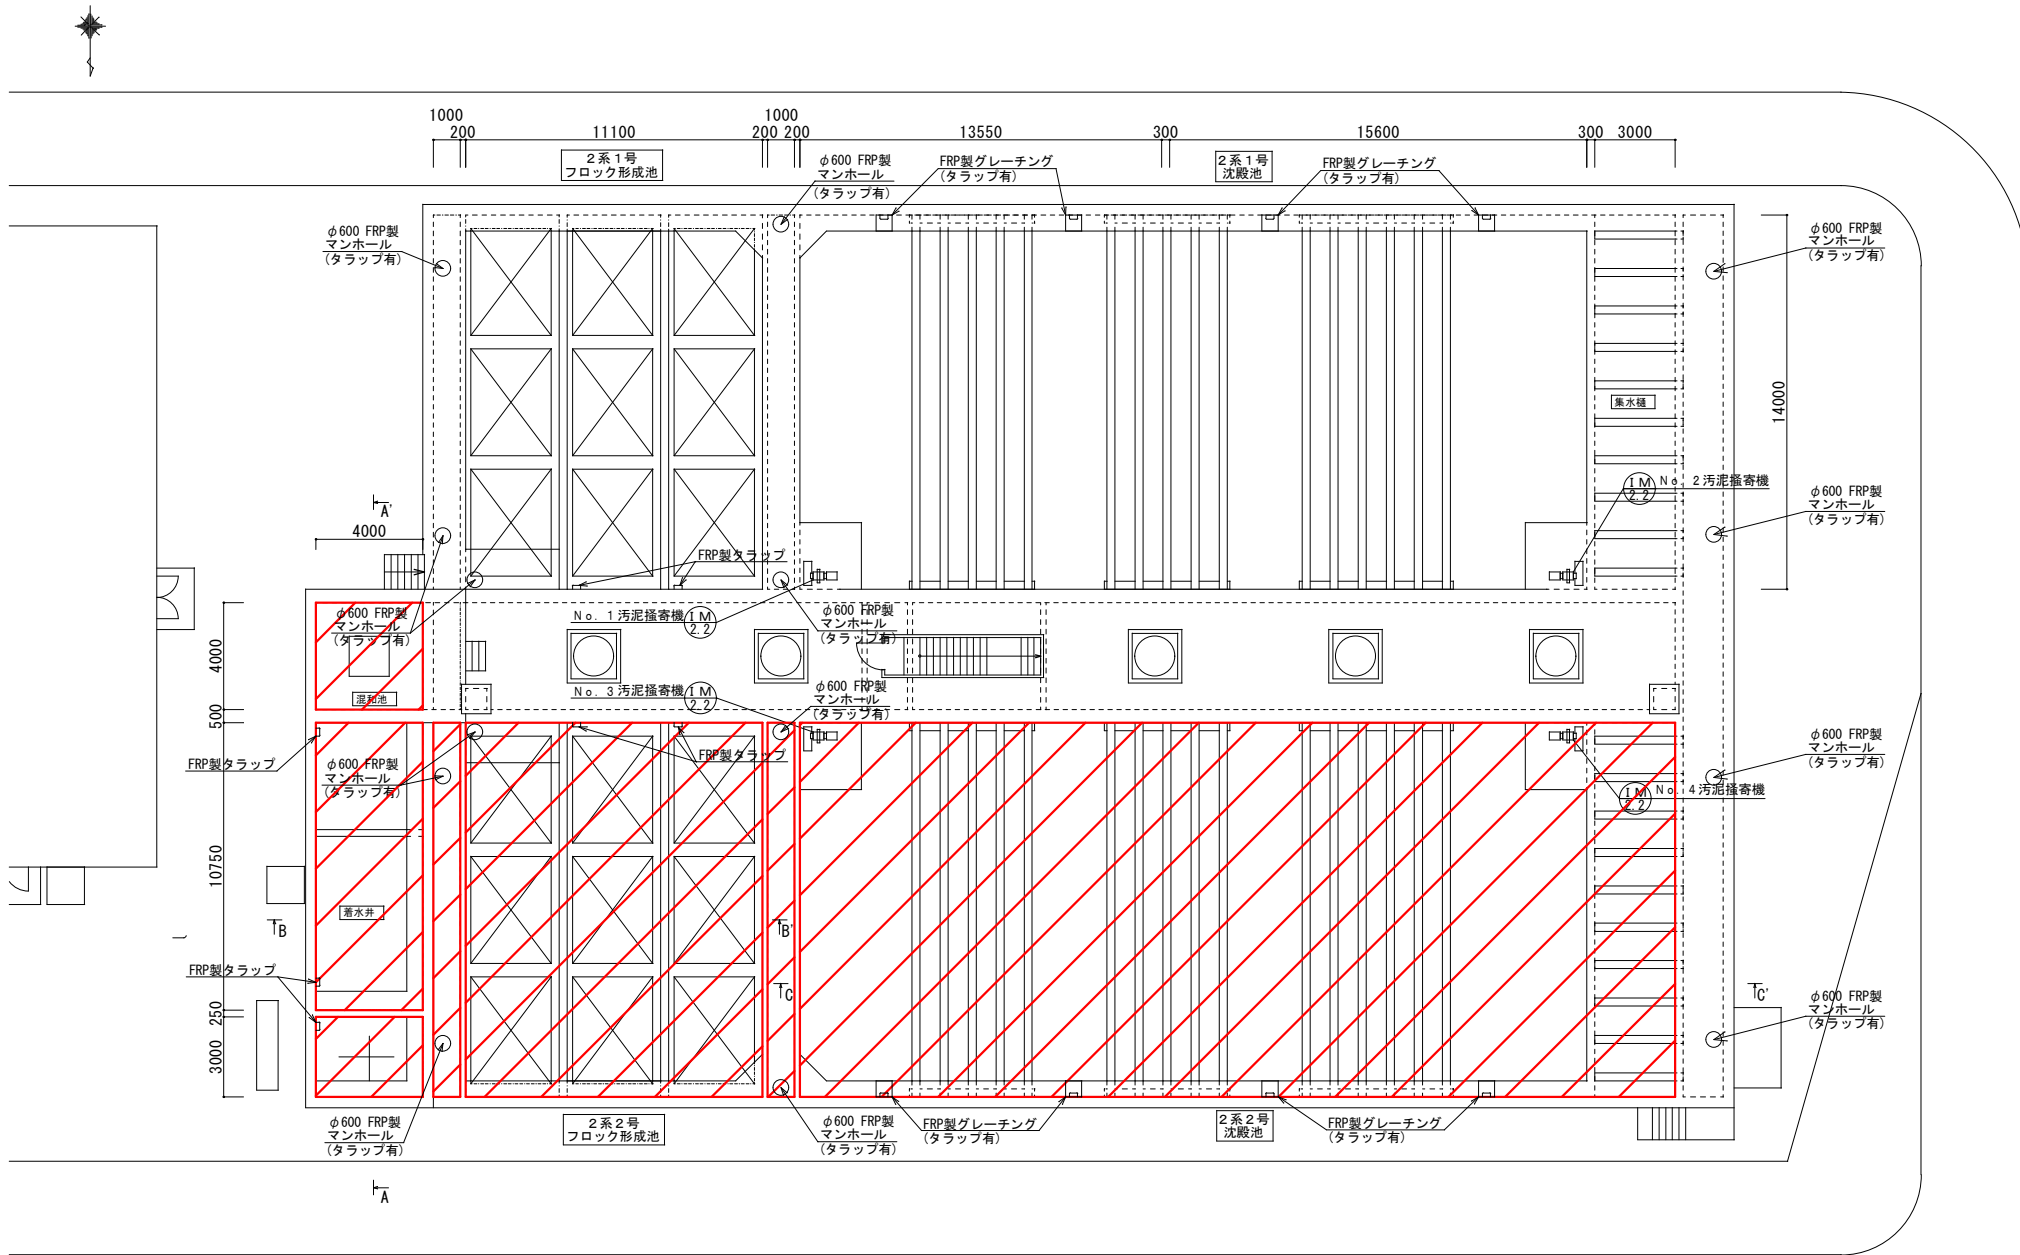 1000
1000
200
11100
200 200
13550
300
15600
300
3000
2系1号
フロック形成池
φ600 FRP製
マンホール
(タラップ有)
FRP製グレーチング
(タラップ有)
2系1号
沈殿池
FRP製グレーチング
(タラップ有)
φ600 FRP製
マンホール
(タラップ有)
φ600 FRP製
マンホール
(タラップ有)
14000
集水樋
IM
2.2
No. 2汚泥掻寄機
φ600 FRP製
マンホール
(タラップ有)
A'
4000
FRP製タラップ
φ600 FRP製
マンホール
(タラップ有)
No. 1汚泥掻寄機
IM
2.2
φ600 FRP製
マンホール
(タラップ有)
4000
混和池
No. 3汚泥掻寄機
IM
2.2
φ600 FRP製
マンホール
(タラップ有)
500
FRP製タラップ
φ600 FRP製
マンホール
(タラップ有)
FRP製タラップ
φ600 FRP製
マンホール
(タラップ有)
IM
2.2
No. 4汚泥掻寄機
10750
着水井
B
B'
FRP製タラップ
C
C'
250
φ600 FRP製
マンホール
(タラップ有)
3000
φ600 FRP製
マンホール
(タラップ有)
2系2号
フロック形成池
φ600 FRP製
マンホール
(タラップ有)
FRP製グレーチング
(タラップ有)
2系2号
沈殿池
FRP製グレーチング
(タラップ有)
A